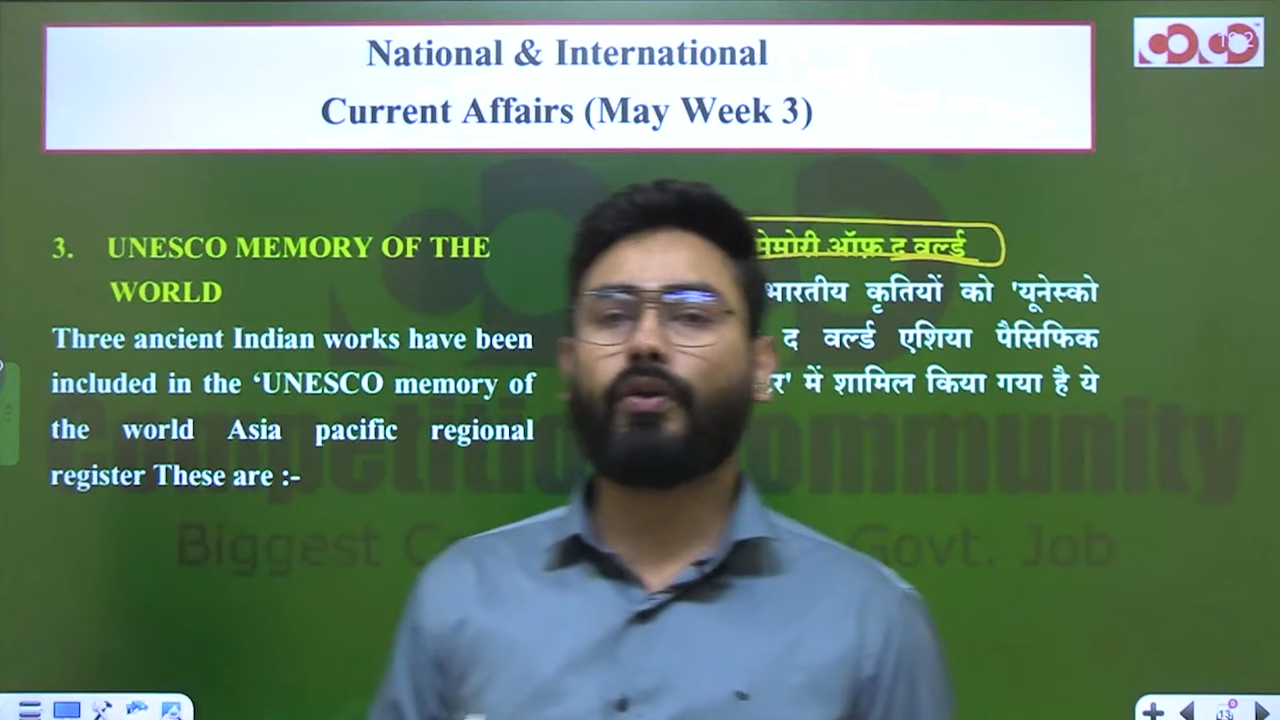 National & International
Current Affairs (May Week 3)
3. UNESCO MEMORY OF THE
WORLD
Three ancient Indian works have been
included in the ‘UNESCO memory of
the world Asia pacific regional
register These are :-
मेमोरी ऑफ़ द वर्ल्ड
भारतीय कृतियों को 'यूनेस्को
द वर्ल्ड एशिया पैसिफिक
में शामिल किया गया है ये
Biggest
Govt. Job